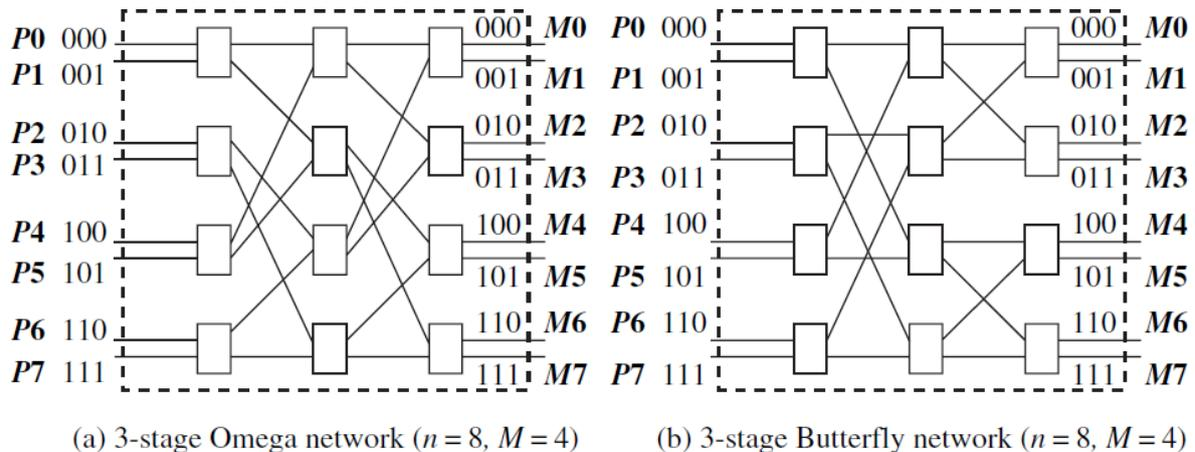 P0 000 000 M0 P0 000 000 M0
P1 001 001 M1 P1 001 001 M1
P2 010 010 M2 P2 010 010 M2
P3 011 011 M3 P3 011 011 M3
P4 100 100 M4 P4 100 100 M4
P5 101 101 M5 P5 101 101 M5
P6 110 110 M6 P6 110 110 M6
P7 111 111 M7 P7 111 111 M7
(a) 3-stage Omega network (n = 8, M = 4) (b) 3-stage Butterfly network (n = 8, M = 4)